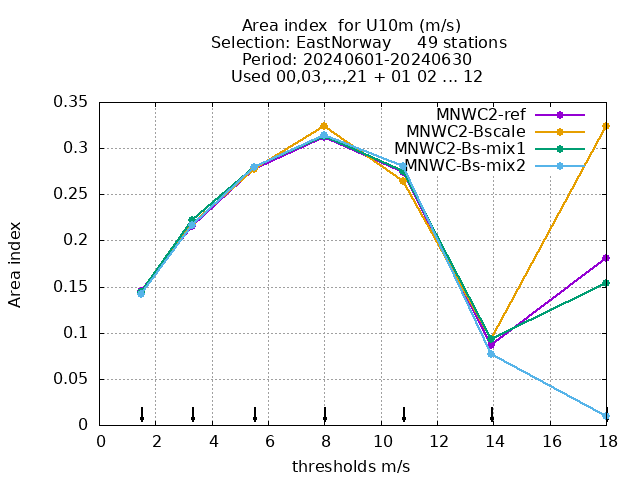 Area index  for U10m (m/s)
Selection: EastNorway     49 stations
Period: 20240601-20240630
Used 00,03,...,21 + 01 02 ... 12
0.35
0.3
0.25
0.2
0.15
0.1
0.05
0
Area index
MNWC2-ref
MNWC2-Bscale
MNWC2-Bs-mix1
MNWC-Bs-mix2
0 2 4 6 8 10 12 14 16 18
thresholds m/s